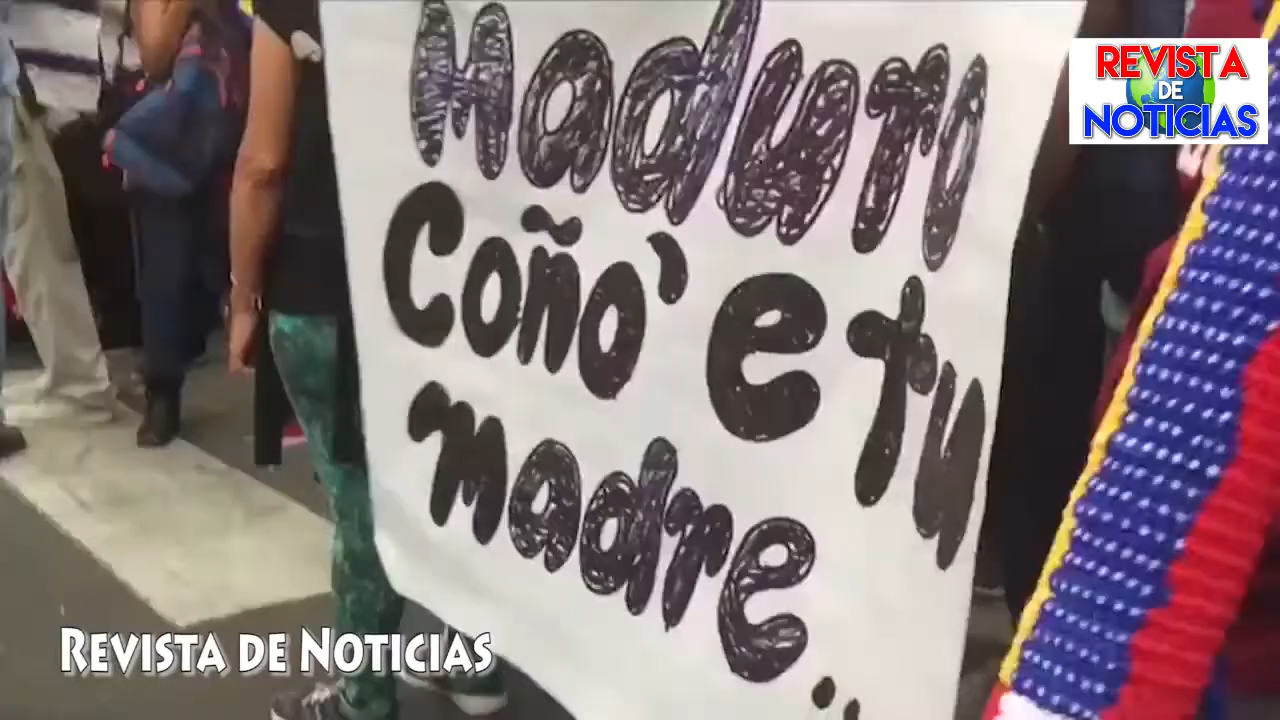 Maduro
Coño' e tu
madre..
REVISTA
DE
NOTICIAS
REVISTA DE NOTICIAS